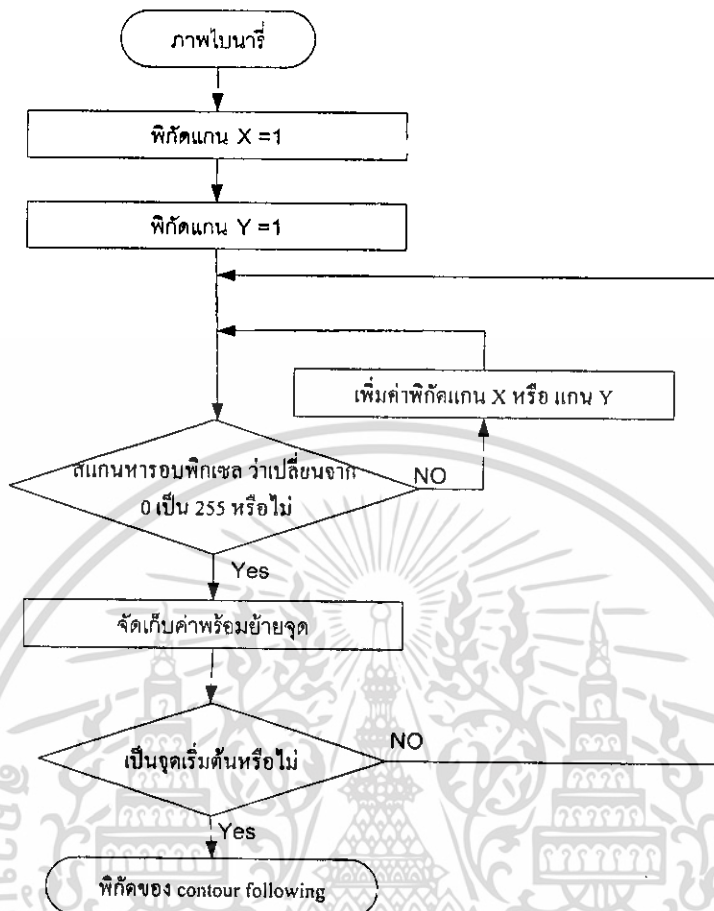 ภาพไบนารี่
พิกัดแกน X =1
พิกัดแกน Y =1
เพิ่มค่าพิกัดแกน X หรือ แกน Y
สแกนหารอบพิกเซล ว่าเปลี่ยนจาก
0 เป็น 255 หรือไม่
NO
Yes
จัดเก็บค่าพร้อมย้ายจุด
เป็นจุดเริ่มต้นหรือไม่
NO
Yes
พิกัดของ contour following